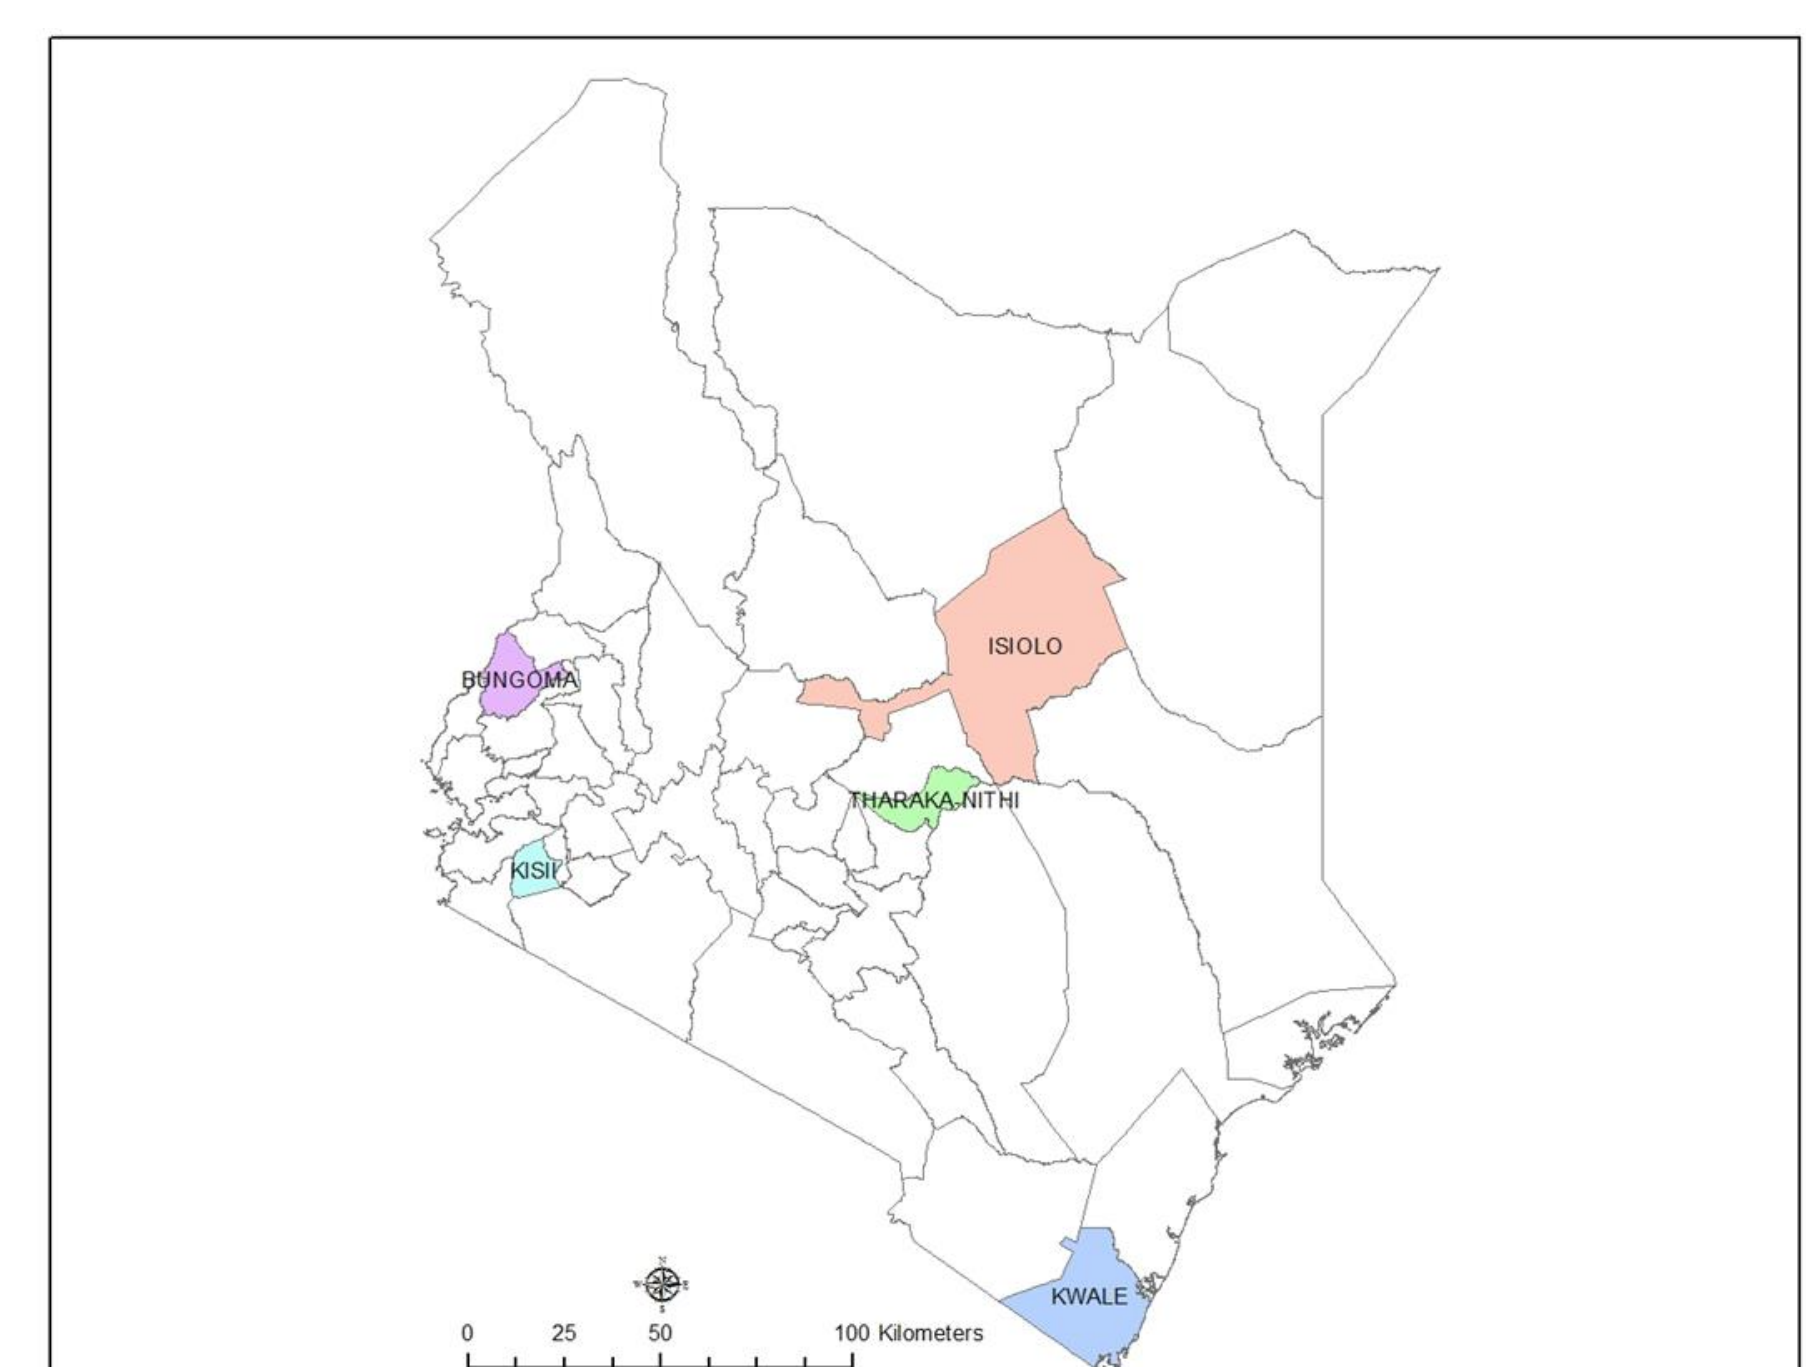 ISIOLO
BUNGOMA
THARAKA NITHI
KISII
KWALE
N
W E
S
0 25 50 100 Kilometers